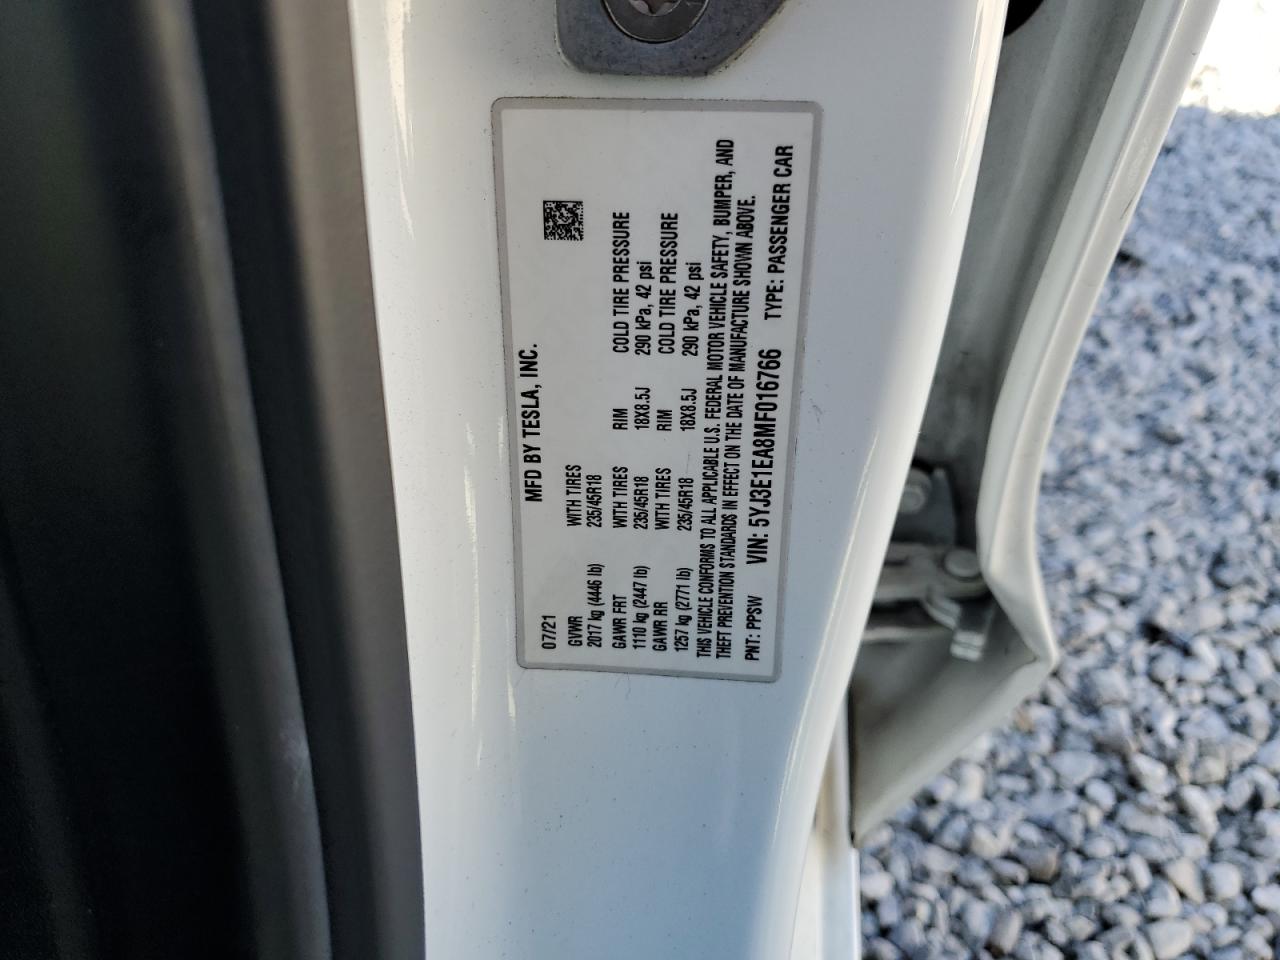 MFD BY TESLA, INC.
07/21
GVWR WITH TIRES
2017 kg (4446 lb) 235/45R18
GAWR FRT WITH TIRES RIM COLD TIRE PRESSURE
1110 kg (2447 lb) 235/45R18 18X8.5J 290 kPa, 42 psi
GAWR RR WITH TIRES RIM COLD TIRE PRESSURE
1257 kg (2771 lb) 235/45R18 18X8.5J 290 kPa, 42 psi
THIS VEHICLE CONFORMS TO ALL APPLICABLE U.S. FEDERAL MOTOR VEHICLE SAFETY, BUMPER, AND
THEFT PREVENTION STANDARDS IN EFFECT ON THE DATE OF MANUFACTURE SHOWN ABOVE.
PNT: PPSW VIN: 5YJ3E1EA8MF016766 TYPE: PASSENGER CAR